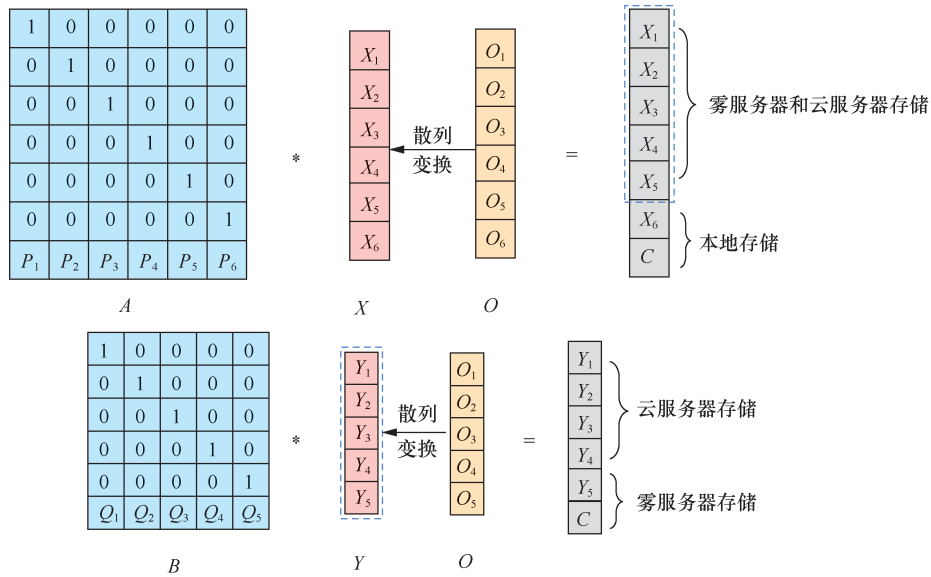 1 0 0 0 0 0
0 1 0 0 0 0
0 0 1 0 0 0
0 0 0 1 0 0
0 0 0 0 1 0
0 0 0 0 0 1
P₁ P₂ P₃ P₄ P₅ P₆
A
*
X₁
X₂
X₃
X₄
X₅
X₆
X
散列
变换
O₁
O₂
O₃
O₄
O₅
O₆
O
=
X₁
X₂
X₃
X₄
X₅
X₆
C
雾服务器和云服务器存储
本地存储
1 0 0 0 0
0 1 0 0 0
0 0 1 0 0
0 0 0 1 0
0 0 0 0 1
Q₁ Q₂ Q₃ Q₄ Q₅
B
*
Y₁
Y₂
Y₃
Y₄
Y₅
Y
散列
变换
O₁
O₂
O₃
O₄
O₅
O
=
Y₁
Y₂
Y₃
Y₄
Y₅
C
云服务器存储
雾服务器存储